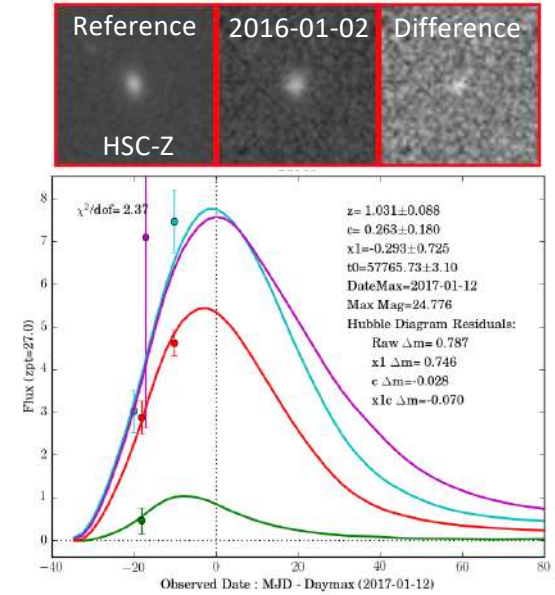 Reference 2016-01-02 Difference
HSC-Z
χ²/dof= 2.37
z= 1.031±0.088
c= 0.263±0.180
x1=-0.293±0.725
t0=57765.73±3.10
DateMax=2017-01-12
Max Mag=24.776
Hubble Diagram Residuals:
Raw Δm= 0.787
x1 Δm= 0.746
c Δm=-0.028
x1c Δm=-0.070
Flux (zpt=27.0)
8
7
6
5
4
3
2
1
0
−40 −20 0 20 40 60 80
Observed Date : MJD - Daymax (2017-01-12)